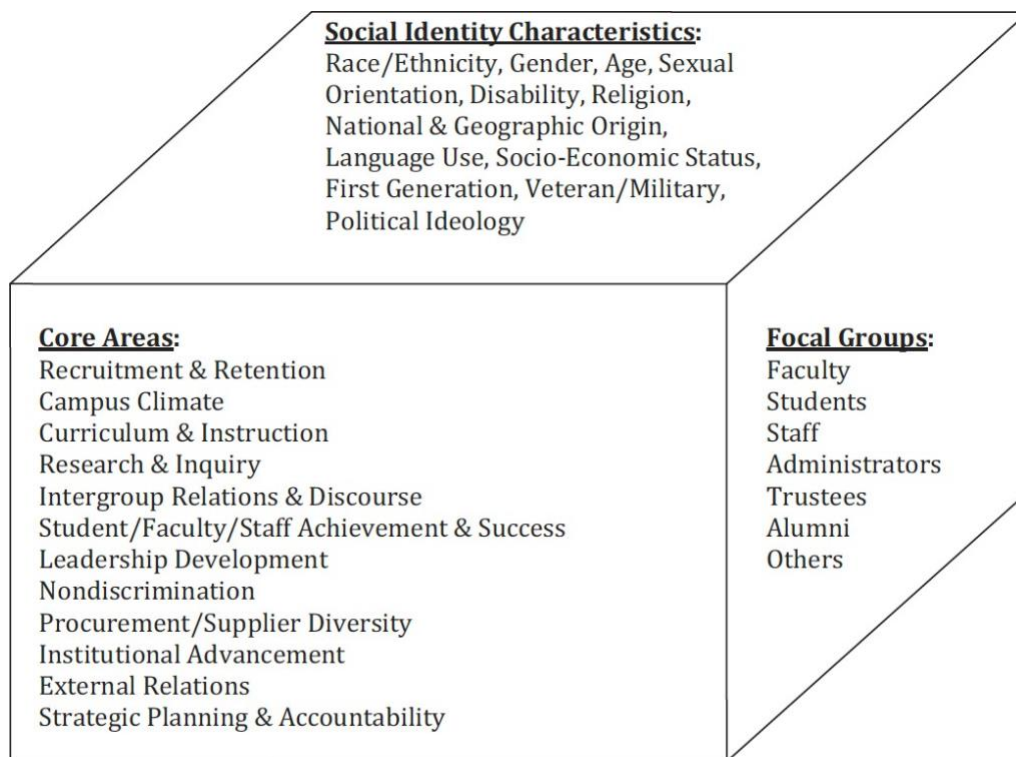 Social Identity Characteristics:
Race/Ethnicity, Gender, Age, Sexual
Orientation, Disability, Religion,
National & Geographic Origin,
Language Use, Socio-Economic Status,
First Generation, Veteran/Military,
Political Ideology
Core Areas:
Recruitment & Retention
Campus Climate
Curriculum & Instruction
Research & Inquiry
Intergroup Relations & Discourse
Student/Faculty/Staff Achievement & Success
Leadership Development
Nondiscrimination
Procurement/Supplier Diversity
Institutional Advancement
External Relations
Strategic Planning & Accountability
Focal Groups:
Faculty
Students
Staff
Administrators
Trustees
Alumni
Others